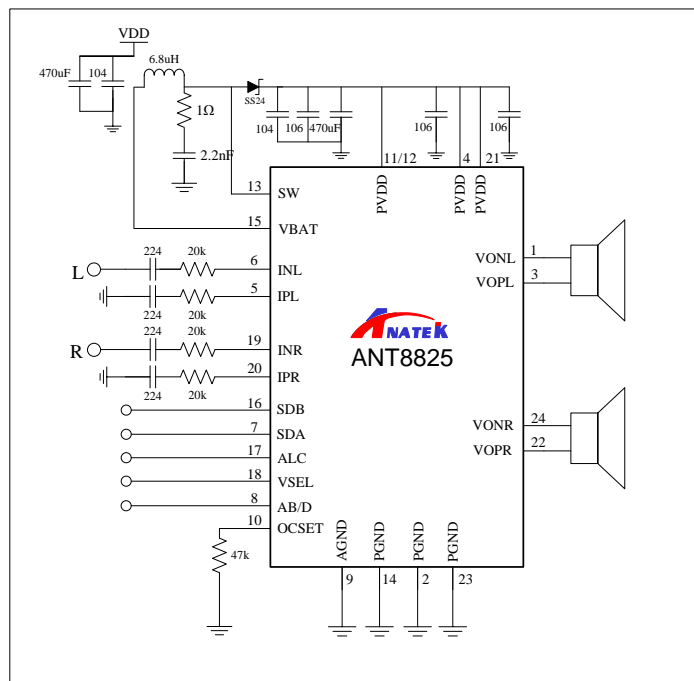 VDD
470uF
104
6.8uH
SS24
1Ω
2.2nF
104
106
470uF
106
106
11/12
4
21
PVDD
PVDD
PVDD
13
SW
15
VBAT
L
224
20k
6
INL
224
20k
5
IPL
R
224
20k
19
INR
224
20k
20
IPR
16
SDB
7
SDA
17
ALC
18
VSEL
8
AB/D
10
OCSET
47k
ANATEK
ANT8825
VONL
1
VOPL
3
VONR
24
VOPR
22
AGND
PGND
PGND
PGND
9
14
2
23